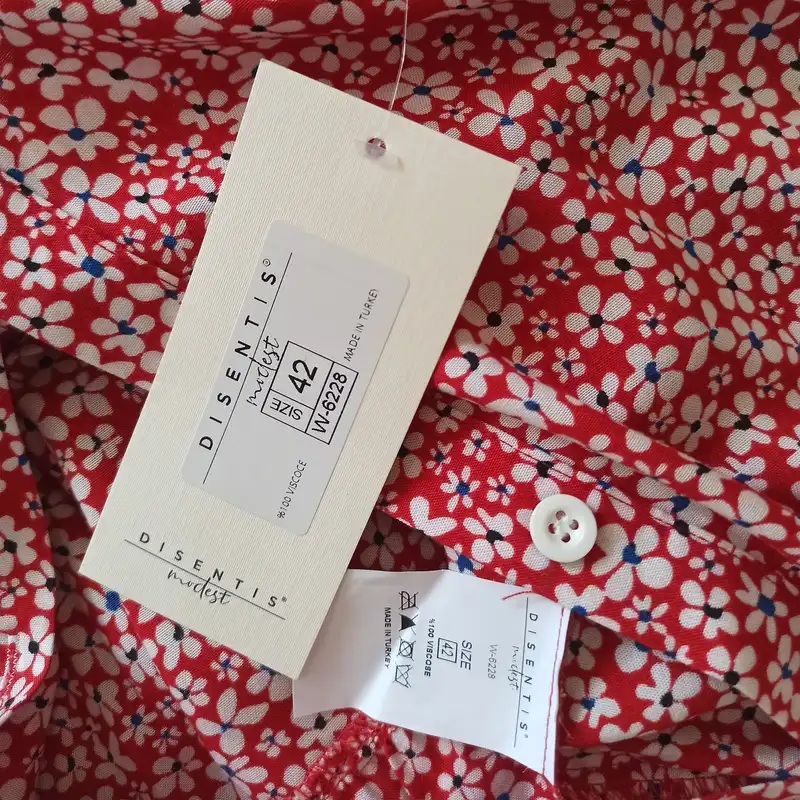 DISENTIS®
modest
SIZE 42
W-6228
MADE IN TURKEY
%100 VISCOCE
DISENTIS®
modest
DISENTIS®
modest
W-6228
SIZE
42
%100 VISCOSE
MADE IN TURKEY